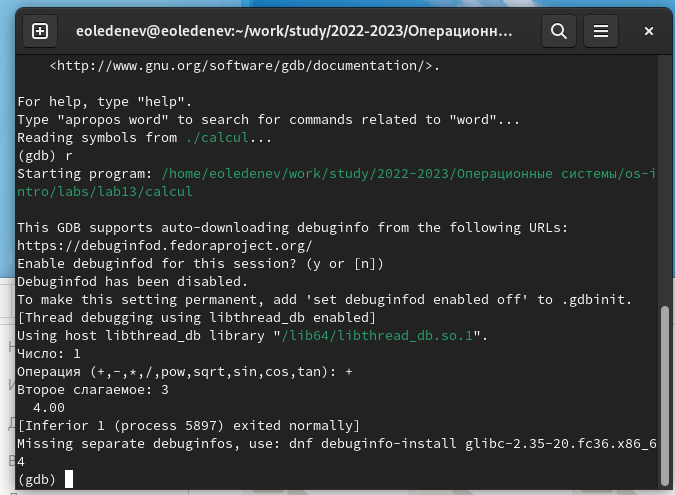 eoledenev@eoledenev:~/work/study/2022-2023/Операционн...
<http://www.gnu.org/software/gdb/documentation/>.
For help, type "help".
Type "apropos word" to search for commands related to "word"...
Reading symbols from ./calcul...
(gdb) r
Starting program: /home/eoledenev/work/study/2022-2023/Операционные системы/os-i
ntro/labs/lab13/calcul
This GDB supports auto-downloading debuginfo from the following URLs:
https://debuginfod.fedoraproject.org/
Enable debuginfod for this session? (y or [n])
Debuginfod has been disabled.
To make this setting permanent, add 'set debuginfod enabled off' to .gdbinit.
[Thread debugging using libthread_db enabled]
Using host libthread_db library "/lib64/libthread_db.so.1".
Число: 1
Операция (+,-,*,/,pow,sqrt,sin,cos,tan): +
Второе слагаемое: 3
4.00
[Inferior 1 (process 5897) exited normally]
Missing separate debuginfos, use: dnf debuginfo-install glibc-2.35-20.fc36.x86_6
4
(gdb)